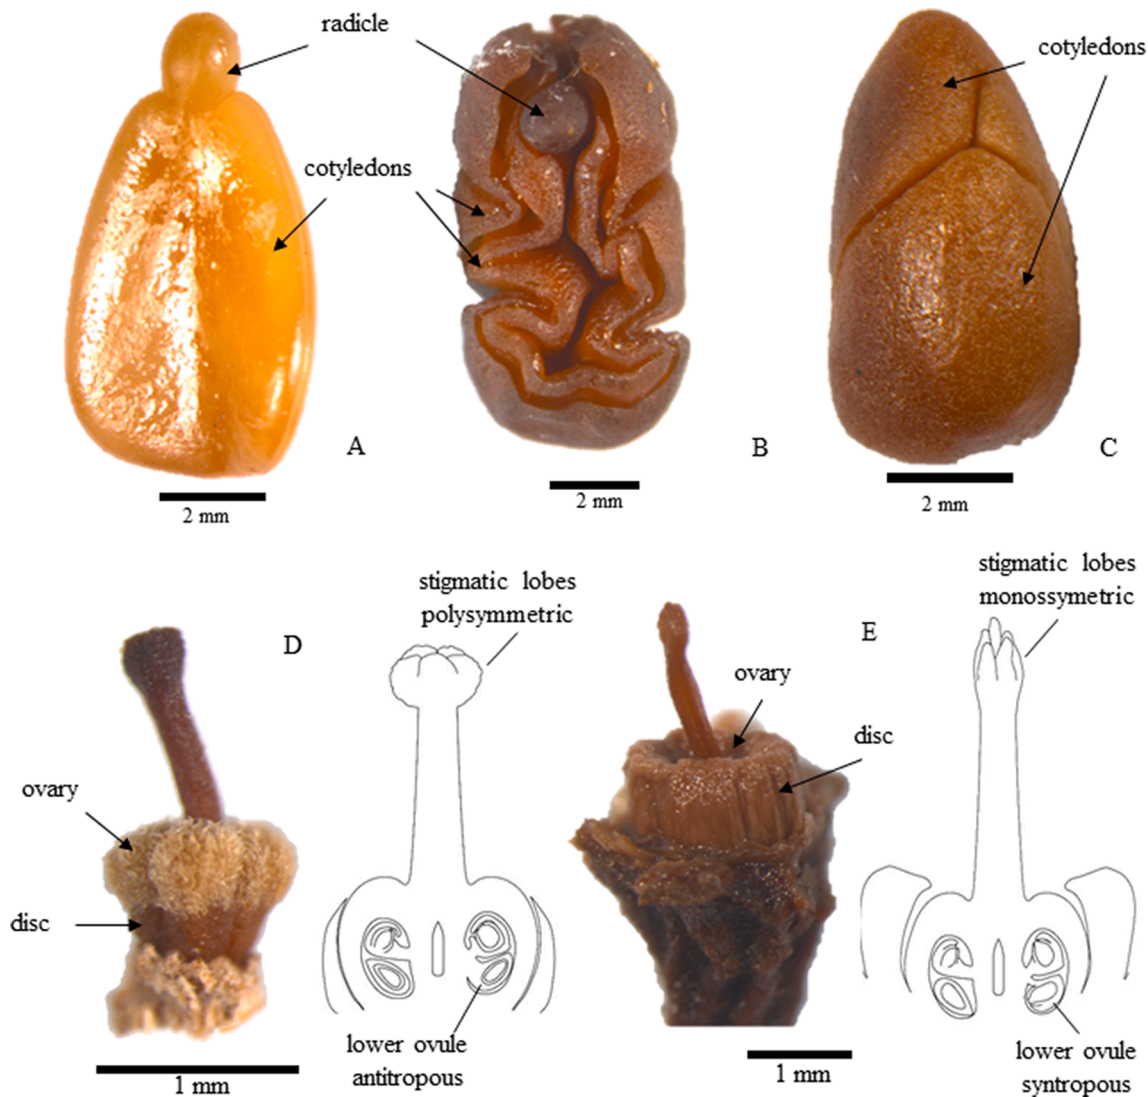 radicle
cotyledons
cotyledons
A
B
C
2 mm
2 mm
2 mm
stigmatic lobes
polysymmetric
D
ovary
disc
lower ovule
antitropous
1 mm
stigmatic lobes
monossymetric
E
ovary
disc
lower ovule
syntropous
1 mm